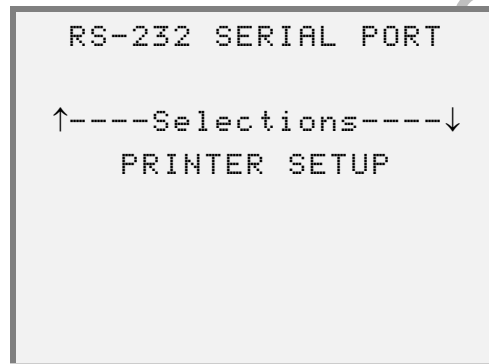 RS-232 SERIAL PORT
↑----Selections----↓
PRINTER SETUP